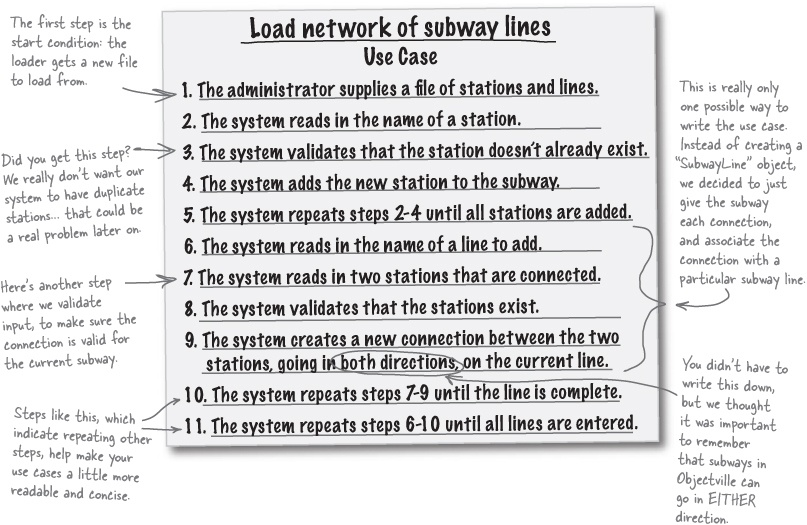 Load network of subway lines
Use Case
1. The administrator supplies a file of stations and lines.
2. The system reads in the name of a station.
3. The system validates that the station doesn't already exist.
4. The system adds the new station to the subway.
5. The system repeats steps 2-4 until all stations are added.
6. The system reads in the name of a line to add.
7. The system reads in two stations that are connected.
8. The system validates that the stations exist.
9. The system creates a new connection between the two
stations, going in both directions, on the current line.
10. The system repeats steps 7-9 until the line is complete.
11. The system repeats steps 6-10 until all lines are entered.
The first step is the
start condition: the
loader gets a new file
to load from.
Did you get this step?
We really don't want our
system to have duplicate
stations... that could be
a real problem later on.
Here's another step
where we validate
input, to make sure the
connection is valid for
the current subway.
Steps like this, which
indicate repeating other
steps, help make your
use cases a little more
readable and concise.
This is really only
one possible way to
write the use case.
Instead of creating a
"SubwayLine" object,
we decided to just
give the subway
each connection,
and associate the
connection with a
particular subway line.
You didn't have to
write this down,
but we thought
it was important
to remember
that subways in
Objectville can
go in EITHER
direction.